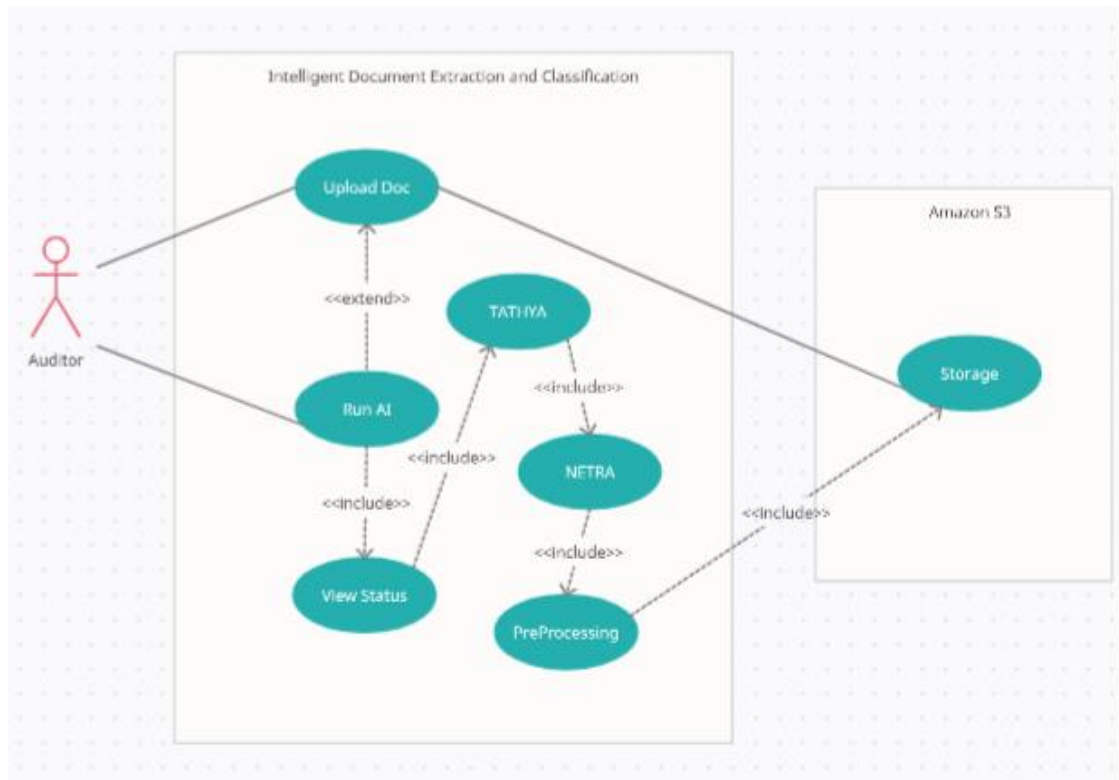 Intelligent Document Extraction and Classification
Upload Doc
Amazon S3
<<extend>>
TATHYA
Auditor
Storage
<<include>>
Run AI
<<include>>
NETRA
<<include>>
<<include>>
<<include>>
View Status
PreProcessing